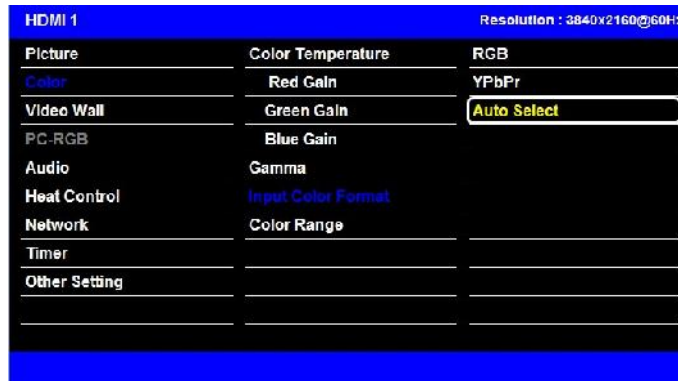 HDMI 1
Resolution : 3840x2160@60Hz
Picture
Color
Video Wall
PC-RGB
Audio
Heat Control
Network
Timer
Other Setting
Color Temperature
Red Gain
Green Gain
Blue Gain
Gamma
Input Color Format
Color Range
RGB
YPbPr
Auto Select